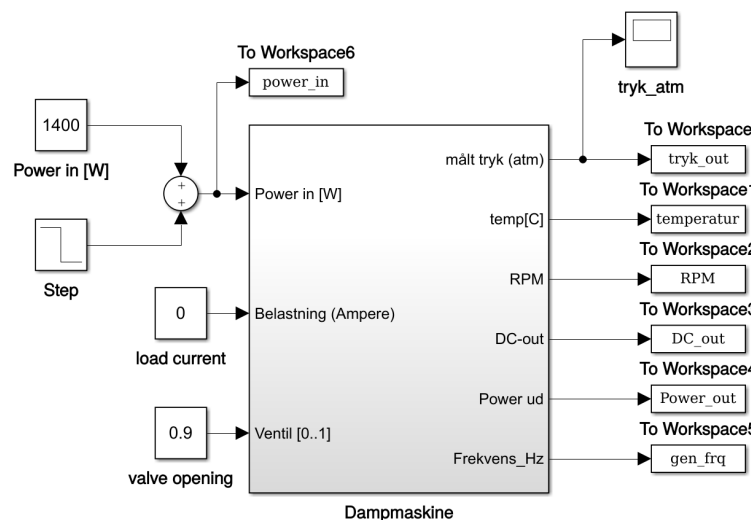 To Workspace6
power_in
tryk_atm
1400
Power in [W]
+
+
Step
0
load current
0.9
valve opening
Power in [W]
Belastning (Ampere)
Ventil [0..1]
målt tryk (atm)
temp[C]
RPM
DC-out
Power ud
Frekvens_Hz
Dampmaskine
To Workspace
tryk_out
To Workspace1
temperatur
To Workspace2
RPM
To Workspace3
DC_out
To Workspace4
Power_out
To Workspace5
gen_frq